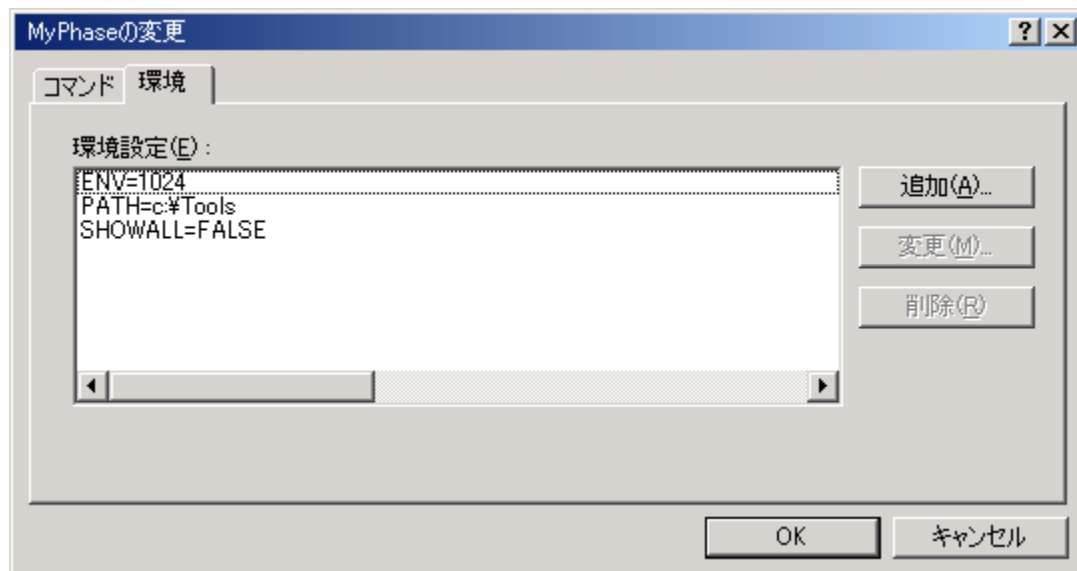 MyPhaseの変更
コマンド 環境
環境設定(E):
ENV=1024
PATH=c:¥Tools
SHOWALL=FALSE
追加(A)...
変更(M)...
削除(R)
OK キャンセル